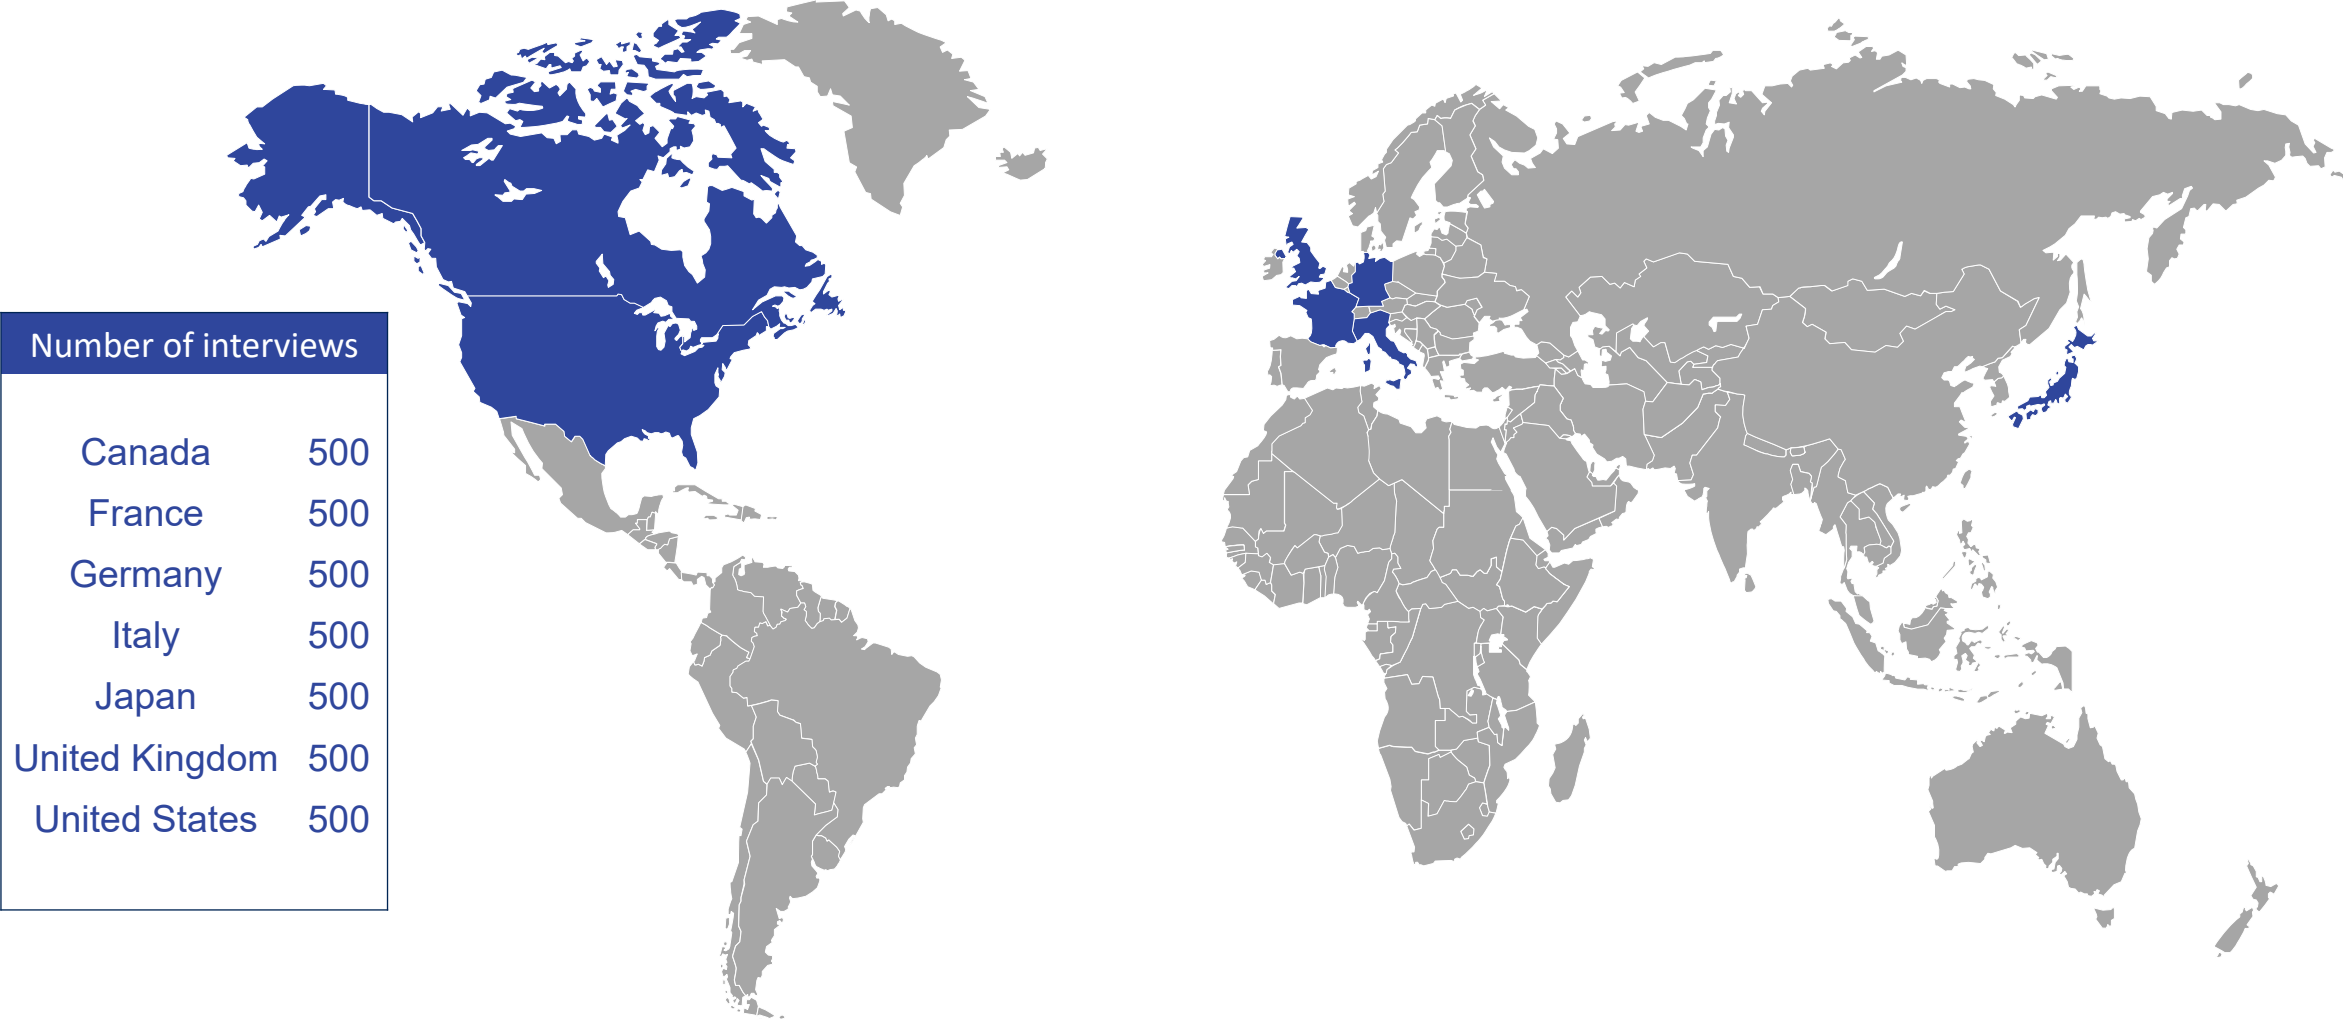 Number of interviews
Canada 500
France 500
Germany 500
Italy 500
Japan 500
United Kingdom 500
United States 500